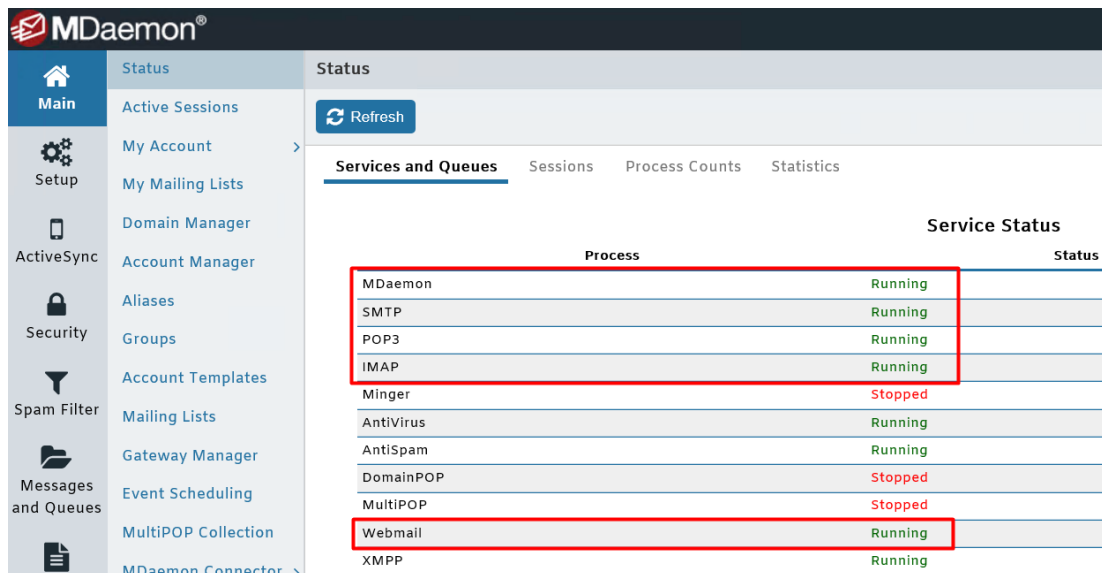 MDaemon®
Main
Setup
ActiveSync
Security
Spam Filter
Messages
and Queues
Status
Active Sessions
My Account >
My Mailing Lists
Domain Manager
Account Manager
Aliases
Groups
Account Templates
Mailing Lists
Gateway Manager
Event Scheduling
MultiPOP Collection
MDaemon Connector >
Status
Refresh
Services and Queues Sessions Process Counts Statistics
Service Status
Process Status
MDaemon Running
SMTP Running
POP3 Running
IMAP Running
Minger Stopped
AntiVirus Running
AntiSpam Running
DomainPOP Stopped
MultiPOP Stopped
Webmail Running
XMPP Running